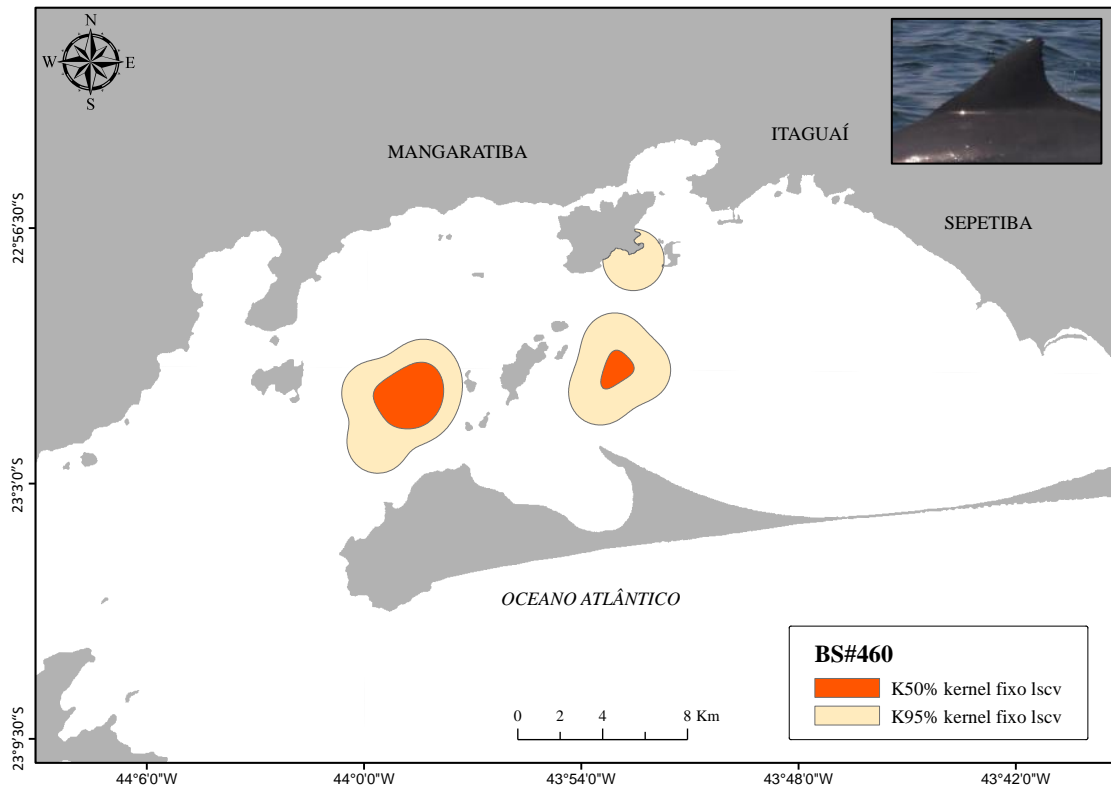 N
W
E
S
MANGARATIBA
ITAGUAÍ
SEPETIBA
22°56'30"S
23°3'0"S
23°9'30"S
OCEANO ATLÂNTICO
BS#460
K50% kernel fixo lscv
K95% kernel fixo lscv
0 2 4 8 Km
44°6'0"W 44°0'0"W 43°54'0"W 43°48'0"W 43°42'0"W